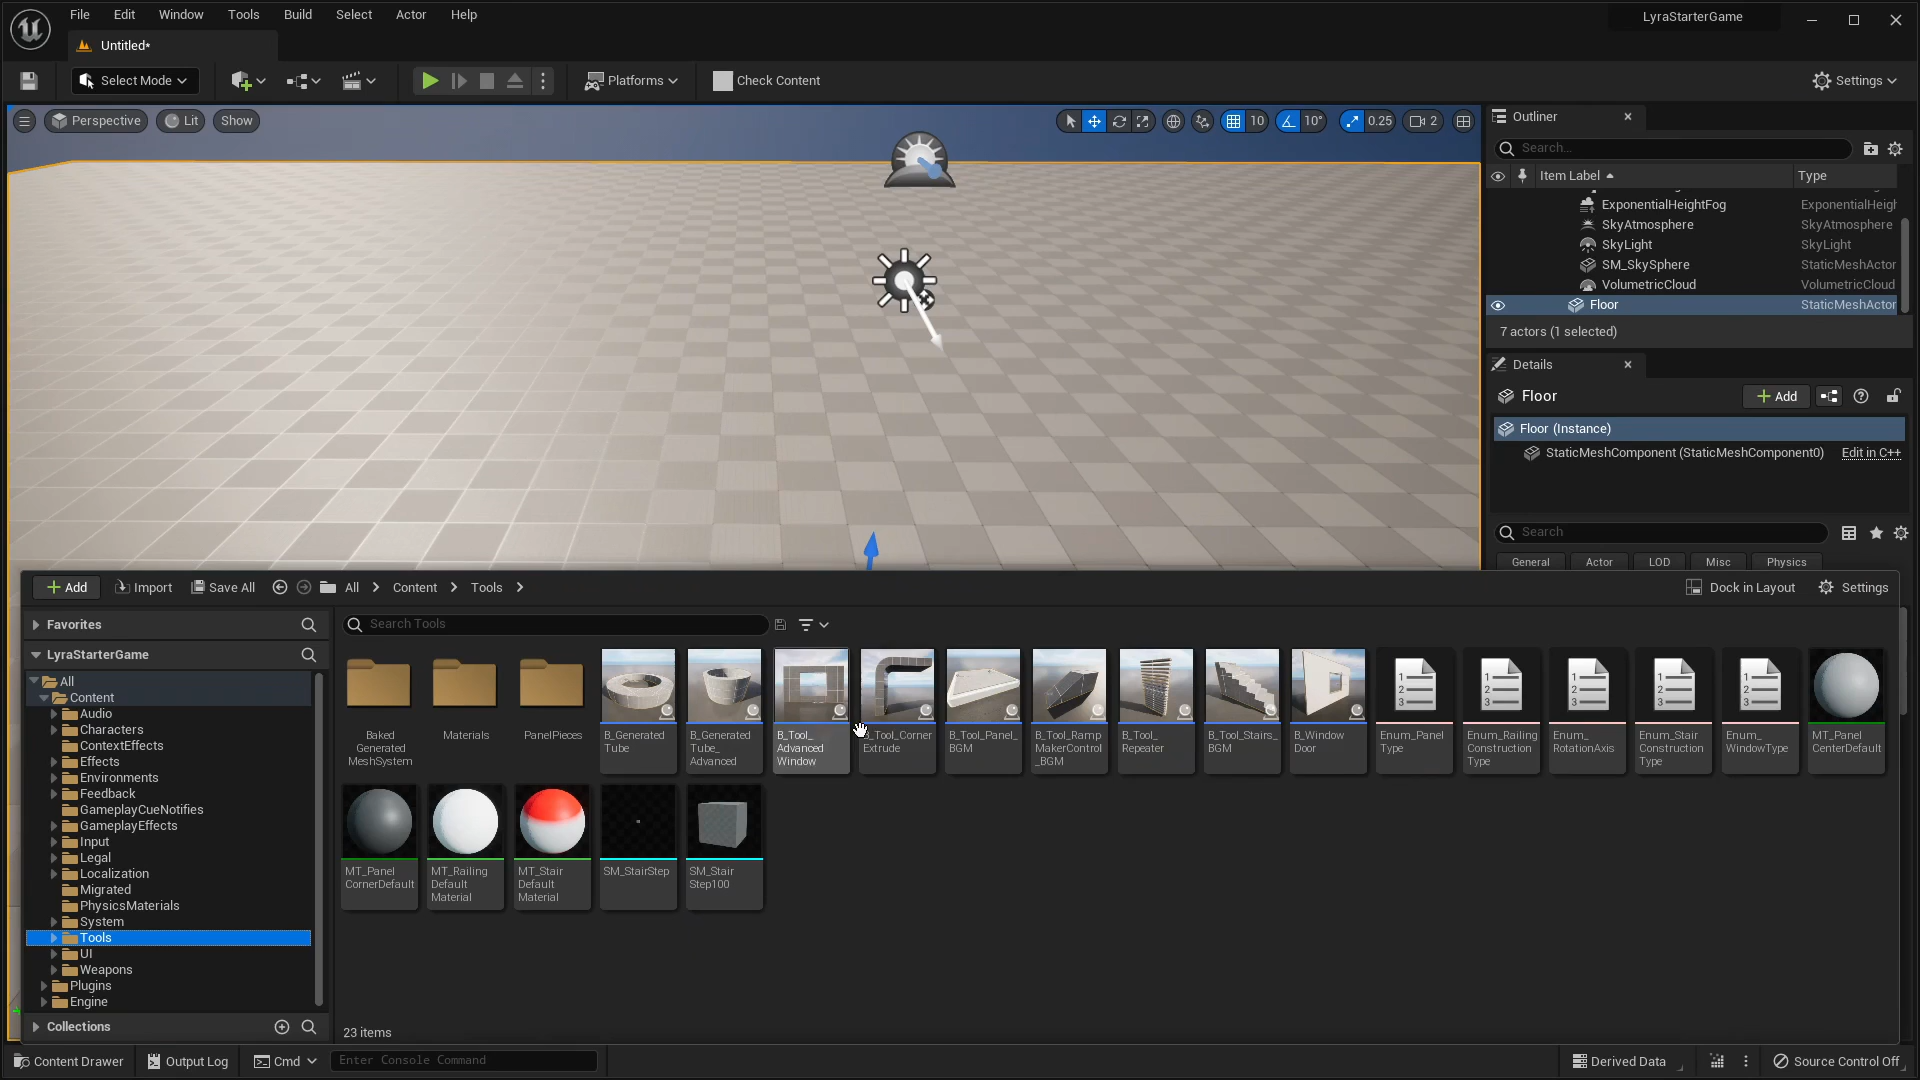 File Edit Window Tools Build Select Actor Help
LyraStarterGame
Untitled*
Select Mode
Platforms
Check Content
Settings
Perspective
Lit
Show
10
10°
0.25
2
Outliner
Search...
Item Label
Type
ExponentialHeightFog
ExponentialHeigh
SkyAtmosphere
SkyAtmosphere
SkyLight
SkyLight
SM_SkySphere
StaticMeshActor
VolumetricCloud
VolumetricCloud
Floor
StaticMeshActor
7 actors (1 selected)
Details
Floor
Add
Floor (Instance)
StaticMeshComponent (StaticMeshComponent0)
Edit in C++
Search
General
Actor
LOD
Misc
Physics
Add
Import
Save All
All
Content
Tools
Dock in Layout
Settings
Favorites
LyraStarterGame
All
Content
Audio
Characters
ContextEffects
Effects
Environments
Feedback
GameplayCueNotifies
GameplayEffects
Input
Legal
Localization
Migrated
PhysicsMaterials
System
Tools
UI
Weapons
Plugins
Engine
Collections
Search Tools
Baked
Generated
MeshSystem
Materials
PanelPieces
B_Generated
Tube
B_Generated
Tube_
Advanced
B_Tool_
Advanced
Window
B_Tool_Corner
Extrude
B_Tool_Panel_
BGM
B_Tool_Ramp
MakerControl
_BGM
B_Tool_
Repeater
B_Tool_Stairs_
BGM
B_Window
Door
Enum_Panel
Type
Enum_Railing
Construction
Type
Enum_
RotationAxis
Enum_Stair
Construction
Type
Enum_
WindowType
MT_Panel
CenterDefault
MT_Panel
CornerDefault
MT_Railing
Default
Material
MT_Stair
Default
Material
SM_StairStep
SM_Stair
Step100
23 items
Content Drawer
Output Log
Cmd
Enter Console Command
Derived Data
Source Control Off